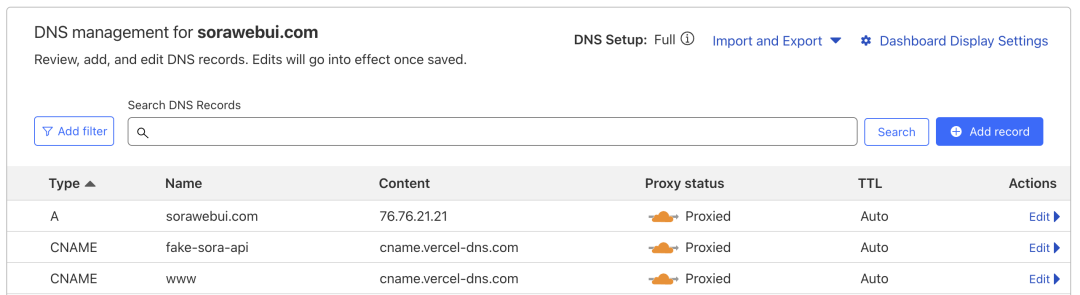 DNS management for sorawebui.com
DNS Setup: Full Import and Export Dashboard Display Settings
Review, add, and edit DNS records. Edits will go into effect once saved.
Search DNS Records
Add filter Search Add record
Type Name Content Proxy status TTL Actions
A sorawebui.com 76.76.21.21 Proxied Auto Edit
CNAME fake-sora-api cname.vercel-dns.com Proxied Auto Edit
CNAME www cname.vercel-dns.com Proxied Auto Edit